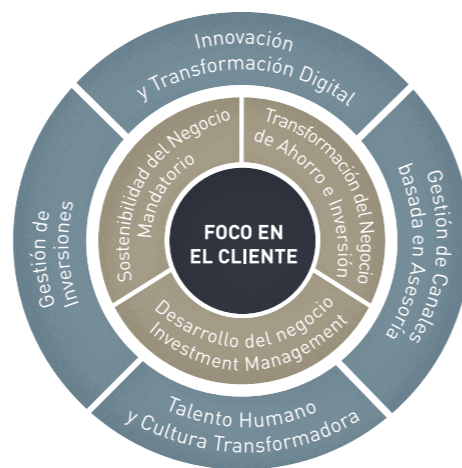 Innovación
y Transformación Digital
Gestión de
Inversiones
Sostenibilidad del Negocio
Mandatorio
Transformación del Negocio
de Ahorro e Inversión
Gestión de Canales
basada en Asesoría
FOCO EN
EL CLIENTE
Desarrollo del negocio
Investment Management
Talento Humano
y Cultura Transformadora